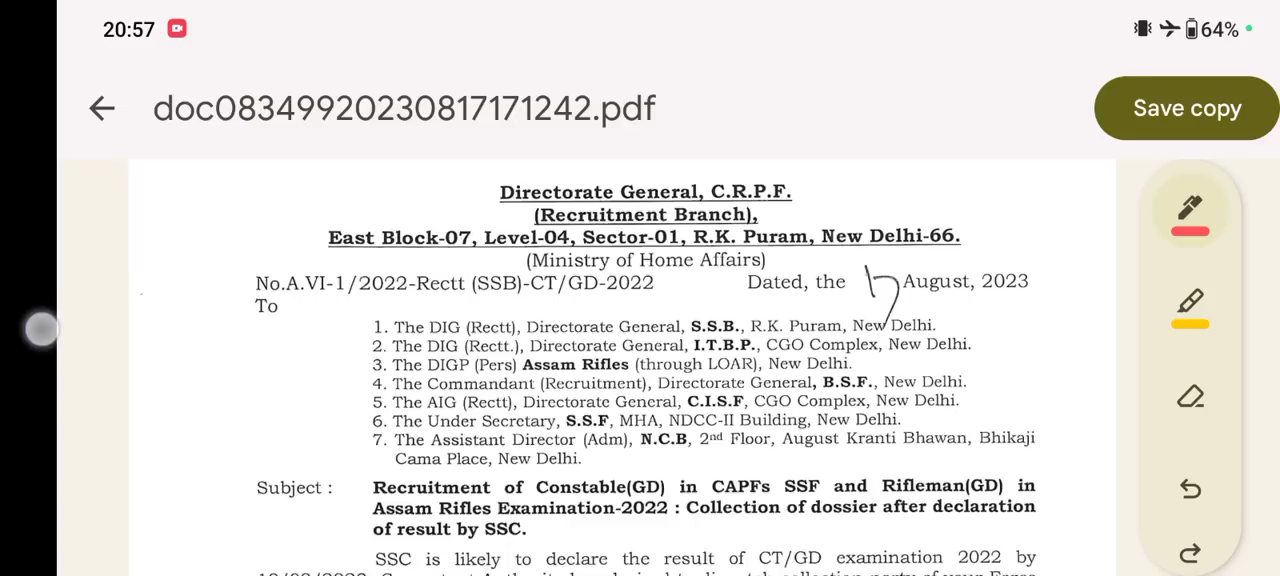 20:57 64%
doc08349920230817171242.pdf
Save copy
Directorate General, C.R.P.F.
(Recruitment Branch),
East Block-07, Level-04, Sector-01, R.K. Puram, New Delhi-66.
(Ministry of Home Affairs)
No.A.VI-1/2022-Rectt (SSB)-CT/GD-2022 Dated, the 17 August, 2023
To
1. The DIG (Rectt), Directorate General, S.S.B., R.K. Puram, New Delhi.
2. The DIG (Rectt.), Directorate General, I.T.B.P., CGO Complex, New Delhi.
3. The DIGP (Pers) Assam Rifles (through LOAR), New Delhi.
4. The Commandant (Recruitment), Directorate General, B.S.F., New Delhi.
5. The AIG (Rectt), Directorate General, C.I.S.F, CGO Complex, New Delhi.
6. The Under Secretary, S.S.F, MHA, NDCC-II Building, New Delhi.
7. The Assistant Director (Adm), N.C.B, 2nd Floor, August Kranti Bhawan, Bhikaji
Cama Place, New Delhi.
Subject : Recruitment of Constable(GD) in CAPFs SSF and Rifleman(GD) in
Assam Rifles Examination-2022 : Collection of dossier after declaration
of result by SSC.
SSC is likely to declare the result of CT/GD examination 2022 by